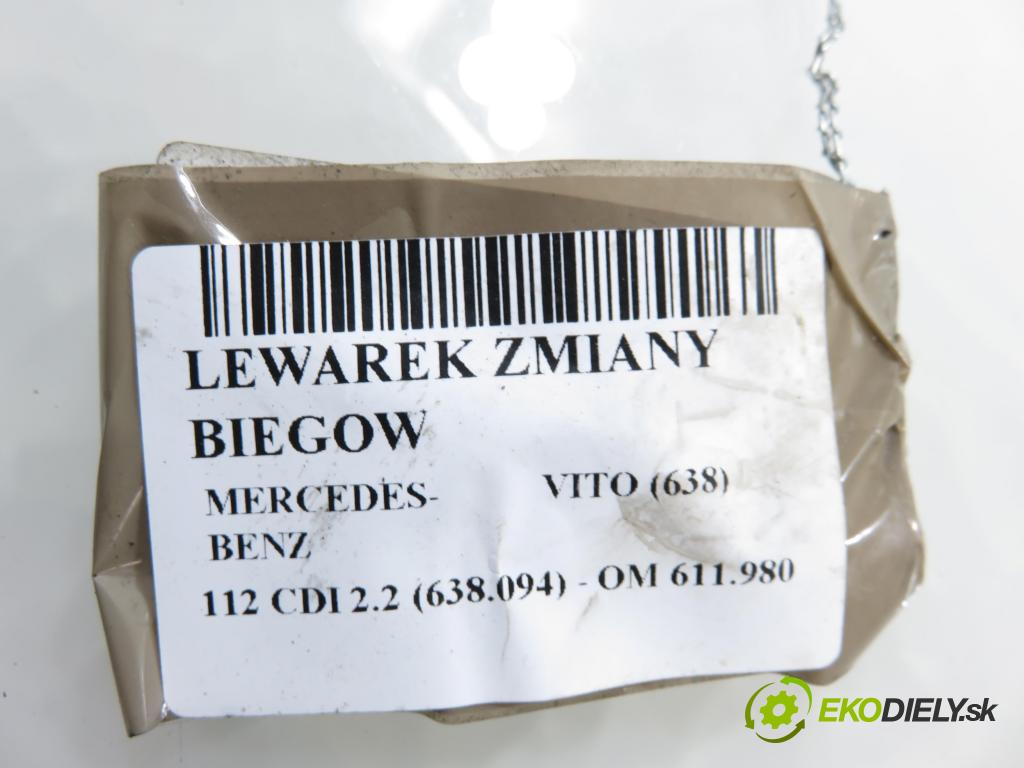 LEWAREK ZMIANY
BIEGOW
MERCEDES- VITO (638)
BENZ
112 CDI 2.2 (638.094) - OM 611.980
EKODIELY.sk